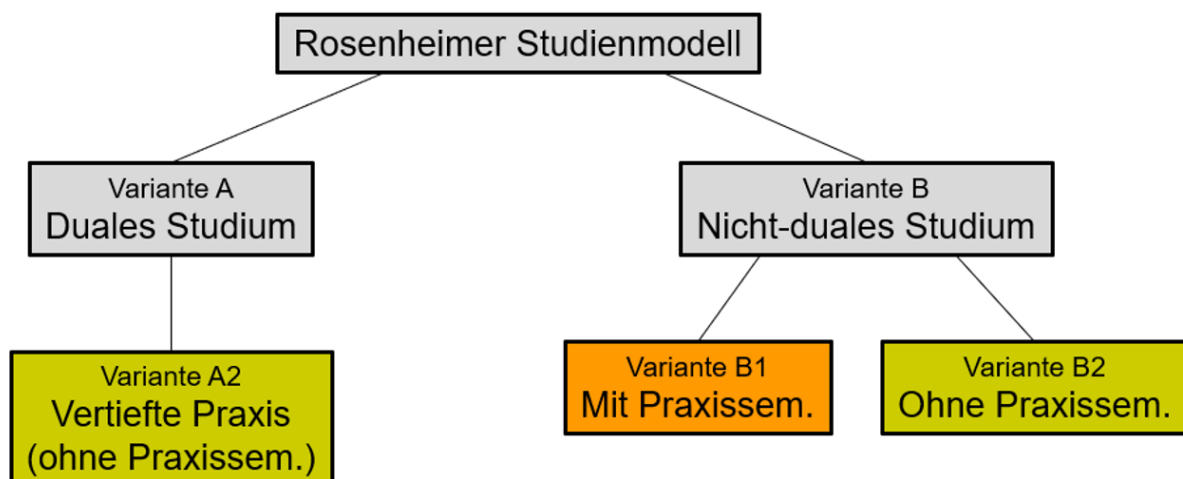 Rosenheimer Studienmodell
Variante A
Duales Studium
Variante B
Nicht-duales Studium
Variante A2
Vertiefte Praxis
(ohne Praxissem.)
Variante B1
Mit Praxissem.
Variante B2
Ohne Praxissem.